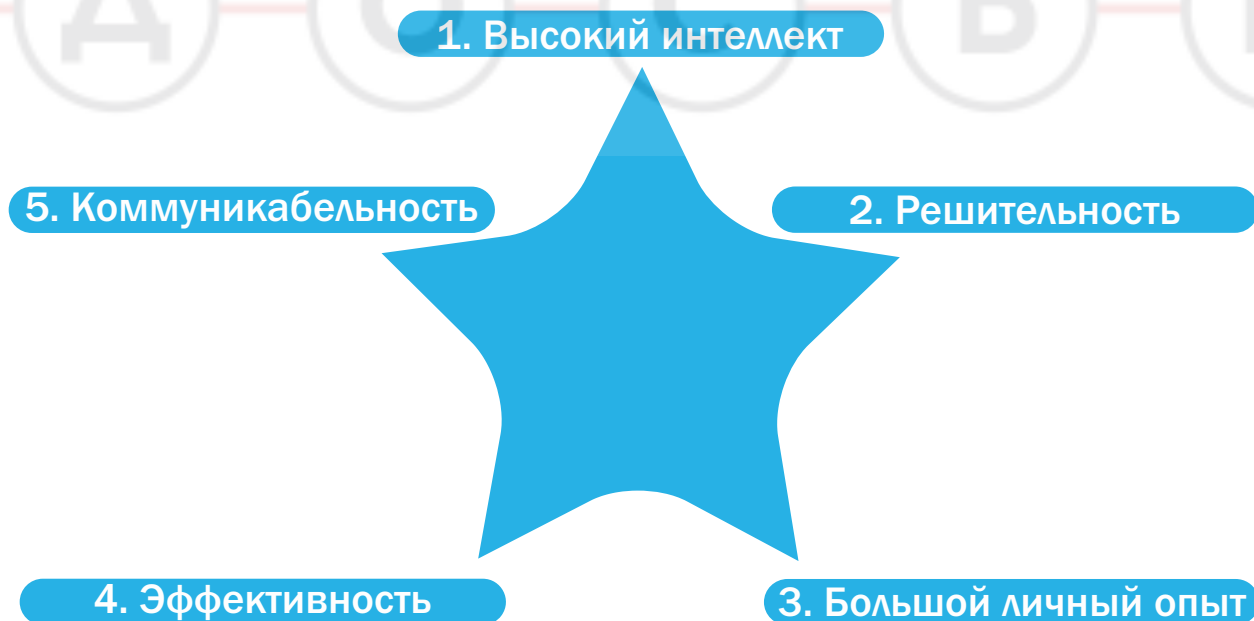 Д О С В
1. Высокий интеллект
5. Коммуникабельность
2. Решительность
4. Эффективность
3. Большой личный опыт